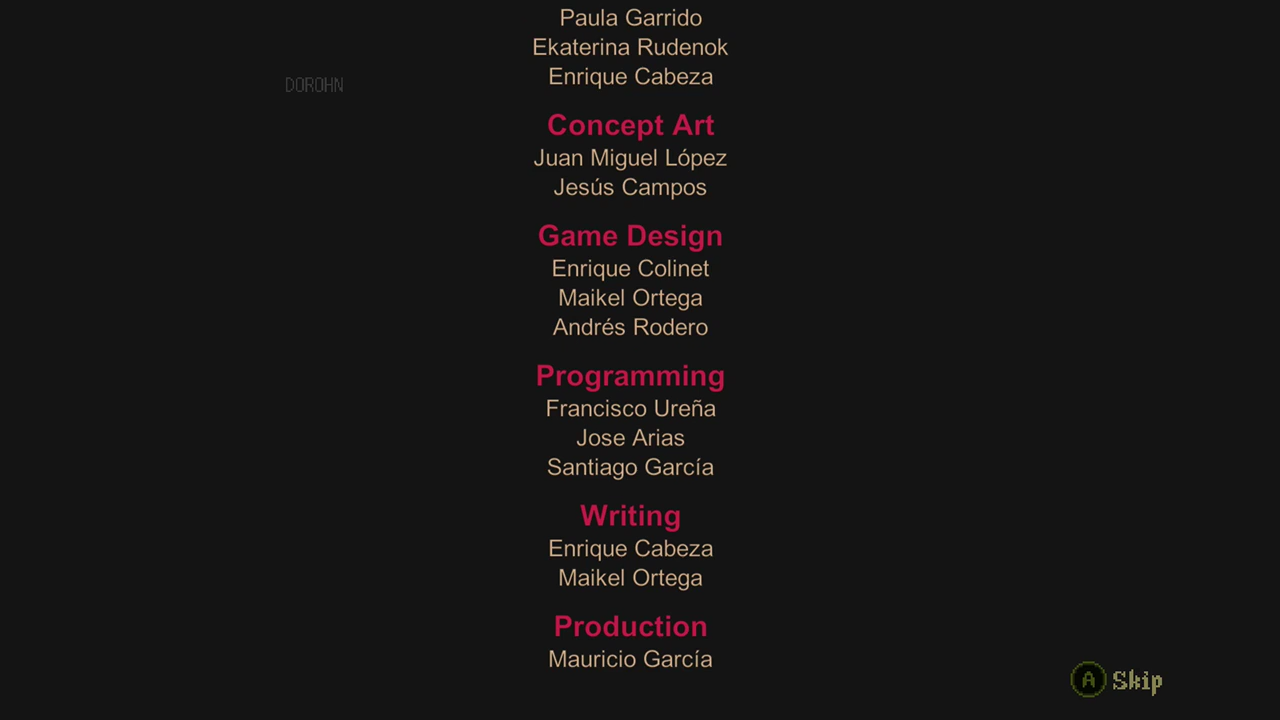 Paula Garrido
Ekaterina Rudenok
Enrique Cabeza
DOROHN
Concept Art
Juan Miguel López
Jesús Campos
Game Design
Enrique Colinet
Maikel Ortega
Andrés Rodero
Programming
Francisco Ureña
Jose Arias
Santiago García
Writing
Enrique Cabeza
Maikel Ortega
Production
Mauricio García
A Skip